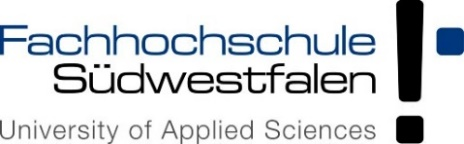 Fachhochschule
Südwestfalen
University of Applied Sciences